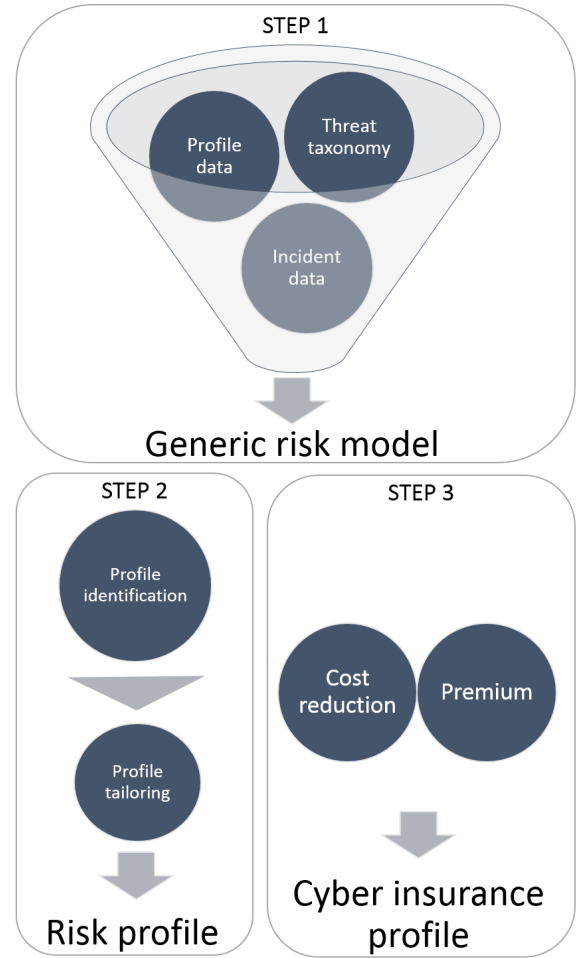 STEP 1
Profile
data
Threat
taxonomy
Incident
data
Generic risk model
STEP 2
Profile
identification
Profile
tailoring
Risk profile
STEP 3
Cost
reduction
Premium
Cyber insurance
profile